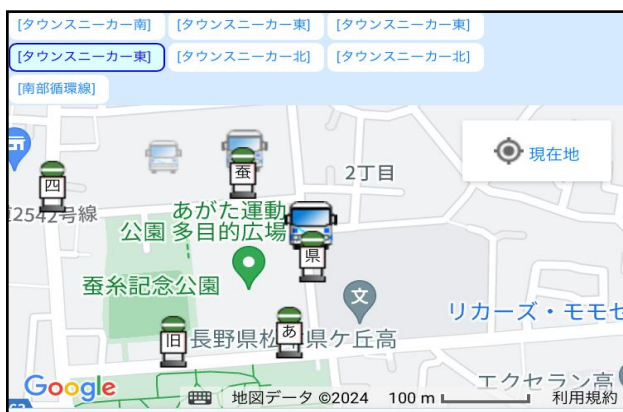 [タウンスニーカー南] [タウンスニーカー東] [タウンスニーカー東]
[タウンスニーカー東] [タウンスニーカー北] [タウンスニーカー北]
[南部循環線]
現在地
蚕
2丁目
四
2542号線
あがた運動
公園 多目的広場
県
蚕糸記念公園
文
リカーズ・モモセ
旧
長野県松
あ
県ケ丘高
エクセラン高
Google
地図データ ©2024
100 m
利用規約